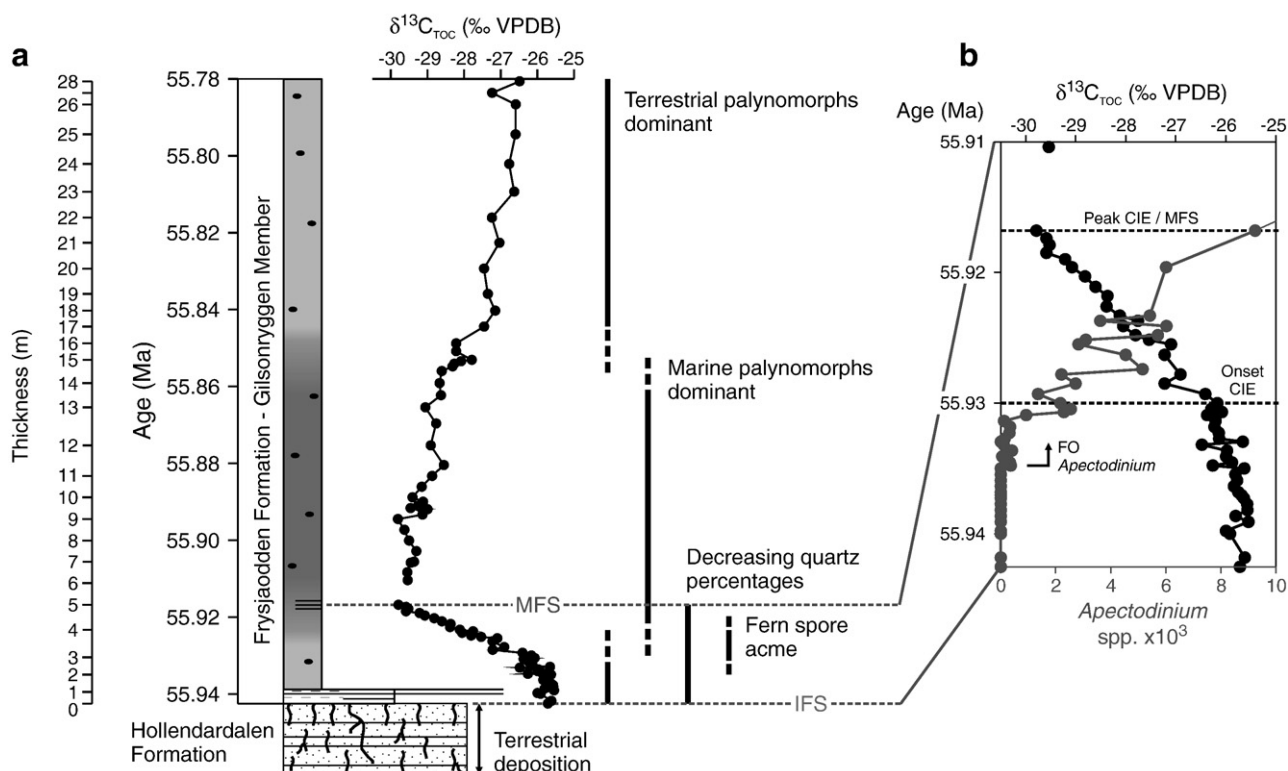 a
δ13CTOC (‰ VPDB)
-30 -29 -28 -27 -26 -25
Thickness (m)
28
26
25
24
23
22
21
20
19
18
17
16
15
14
13
12
11
10
9
8
7
6
5
4
3
2
1
0
Age (Ma)
55.78
55.80
55.82
55.84
55.86
55.88
55.90
55.92
55.94
Frysjaodden Formation - Gilsonryggen Member
Terrestrial palynomorphs
dominant
Marine palynomorphs
dominant
Decreasing quartz
percentages
MFS
Fern spore
acme
IFS
Hollendardalen
Formation
Terrestrial
deposition
b
δ13CTOC (‰ VPDB)
Age (Ma)
-30 -29 -28 -27 -26 -25
55.91
55.92
55.93
55.94
Peak CIE / MFS
Onset
CIE
FO
Apectodinium
0 2 4 6 8 10
Apectodinium
spp. x10³